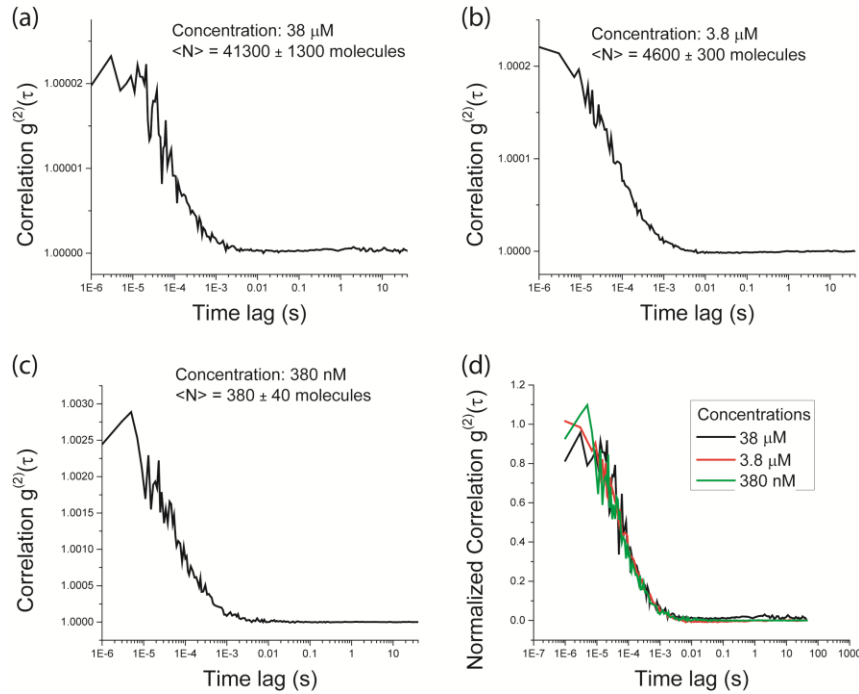 (a)
Concentration: 38 μM
<N> = 41300 ± 1300 molecules
Correlation g(2)(τ)
1.00002
1.00001
1.00000
1E-6 1E-5 1E-4 1E-3 0.01 0.1 1 10
Time lag (s)
(b)
Concentration: 3.8 μM
<N> = 4600 ± 300 molecules
Correlation g(2)(τ)
1.0002
1.0001
1.0000
1E-6 1E-5 1E-4 1E-3 0.01 0.1 1 10
Time lag (s)
(c)
Concentration: 380 nM
<N> = 380 ± 40 molecules
Correlation g(2)(τ)
1.0030
1.0025
1.0020
1.0015
1.0010
1.0005
1.0000
1E-6 1E-5 1E-4 1E-3 0.01 0.1 1 10
Time lag (s)
(d)
Normalized Correlation g(2)(τ)
1.2
1.0
0.8
0.6
0.4
0.2
0.0
Concentrations
38 μM
3.8 μM
380 nM
1E-7 1E-6 1E-5 1E-4 1E-3 0.01 0.1 1 10 100 1000
Time lag (s)